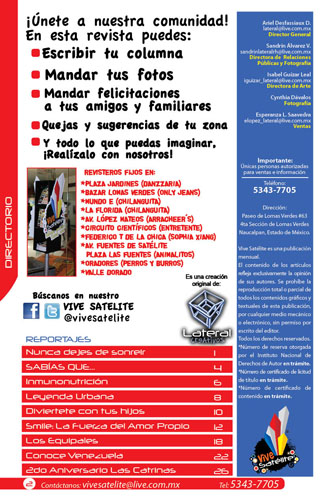 ¡Únete a nuestra comunidad!
En esta revista puedes:
Escribir tu columna
Mandar tus fotos
Mandar felicitaciones
a tus amigos y familiares
Quejas y sugerencias de tu zona
Y todo lo que puedas imaginar,
¡Realízalo con nosotros!
DIRECTORIO
REVISTEROS FIJOS EN:
*PLAZA JARDINES (DANZZARIA)
*BAZAR LOMAS VERDES (ONLY JEANS)
*MUNDO E (CHILANGUITA)
*LA FLORIDA (CHILANGUITA)
*AV. LÓPEZ MATEOS (ARRACHEER'S)
*CIRCUITO CIENTÍFICOS (ENTRETENTE)
*FEDERICO T DE LA CHICA (SOPHIA XIANG)
*AV. FUENTES DE SATÉLITE
PLAZA LAS FUENTES (ANIMALITOS)
*ORADORES (PERROS Y BURROS)
*VALLE DORADO
Búscanos en nuestro
VIVE SATELITE
@vivesatelite
Es una creación
original de:
Lateral
REPORTAJES
Nunca dejes de sonreir 1
SABÍAS QUE... 4
Inmunonutrición 6
Leyenda Urbana 8
Diviertete con tus hijos 10
Smile: La Fueza del Amor Propio 12
Los Equipales 18
Conoce Venezuela 22
2do Aniversario Las Catrinas 26
Contáctanos: vivesatelite@live.com.mx
Tel: 5343-7705
Ariel Desfassiaux D.
lateral@live.com.mx
Director General
Sandrín Álvarez V.
sandrinlateralrh@live.com.mx
Directora de Relaciones
Públicas y Fotografía
Isabel Guizar Leal
iguizar_lateral@live.com.mx
Directora de Arte
Cynthia Dávalos
Fotografía
Esperanza L. Saavedra
elopez_lateral@live.com.mx
Ventas
Importante:
Únicas personas autorizadas
para ventas e información
Teléfono:
5343-7705
Dirección:
Paseo de Lomas Verdes #63
4ta Sección de Lomas Verdes
Naucalpan, Estado de México.
Vive Satélite es una publicación
mensual.
El contenido de los artículos
refleja exclusivamente la opinión
de sus autores. Se prohíbe la
reproducción total o parcial de
todos los contenidos gráficos y
textuales de esta publicación,
por cualquier medio mecánico
o electrónico, sin permiso por
escrito del editor.
Todos los derechos reservados.
*Número de reserva otorgada
por el Instituto Nacional de
Derechos de Autor en trámite.
*Número de certificado de licitud
de título en trámite.
*Número de certificado de
contenido en trámite.
Vive
Satélite